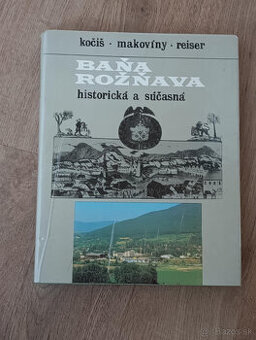 kočiš · makovíny · reiser
BAŇA
ROŽŇAVA
historická a súčasná